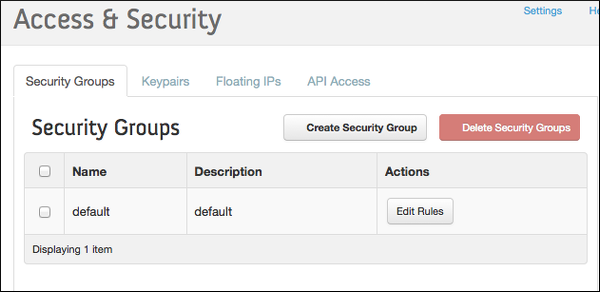 Access & Security
Settings
Security Groups Keypairs Floating IPs API Access
Security Groups
Create Security Group Delete Security Groups
Name Description Actions
default default Edit Rules
Displaying 1 item